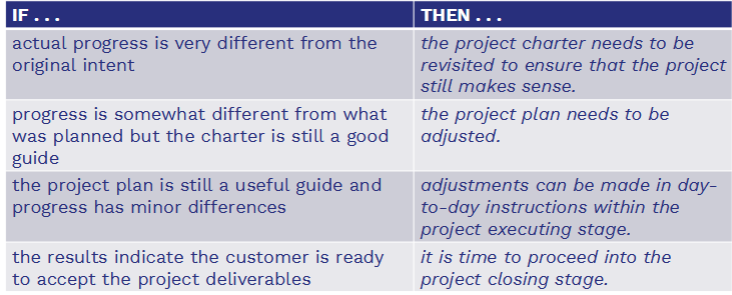 IF . . .
THEN . . .
actual progress is very different from the
original intent
the project charter needs to be
revisited to ensure that the project
still makes sense.
progress is somewhat different from what
was planned but the charter is still a good
guide
the project plan needs to be
adjusted.
the project plan is still a useful guide and
progress has minor differences
adjustments can be made in day-
to-day instructions within the
project executing stage.
the results indicate the customer is ready
to accept the project deliverables
it is time to proceed into the
project closing stage.